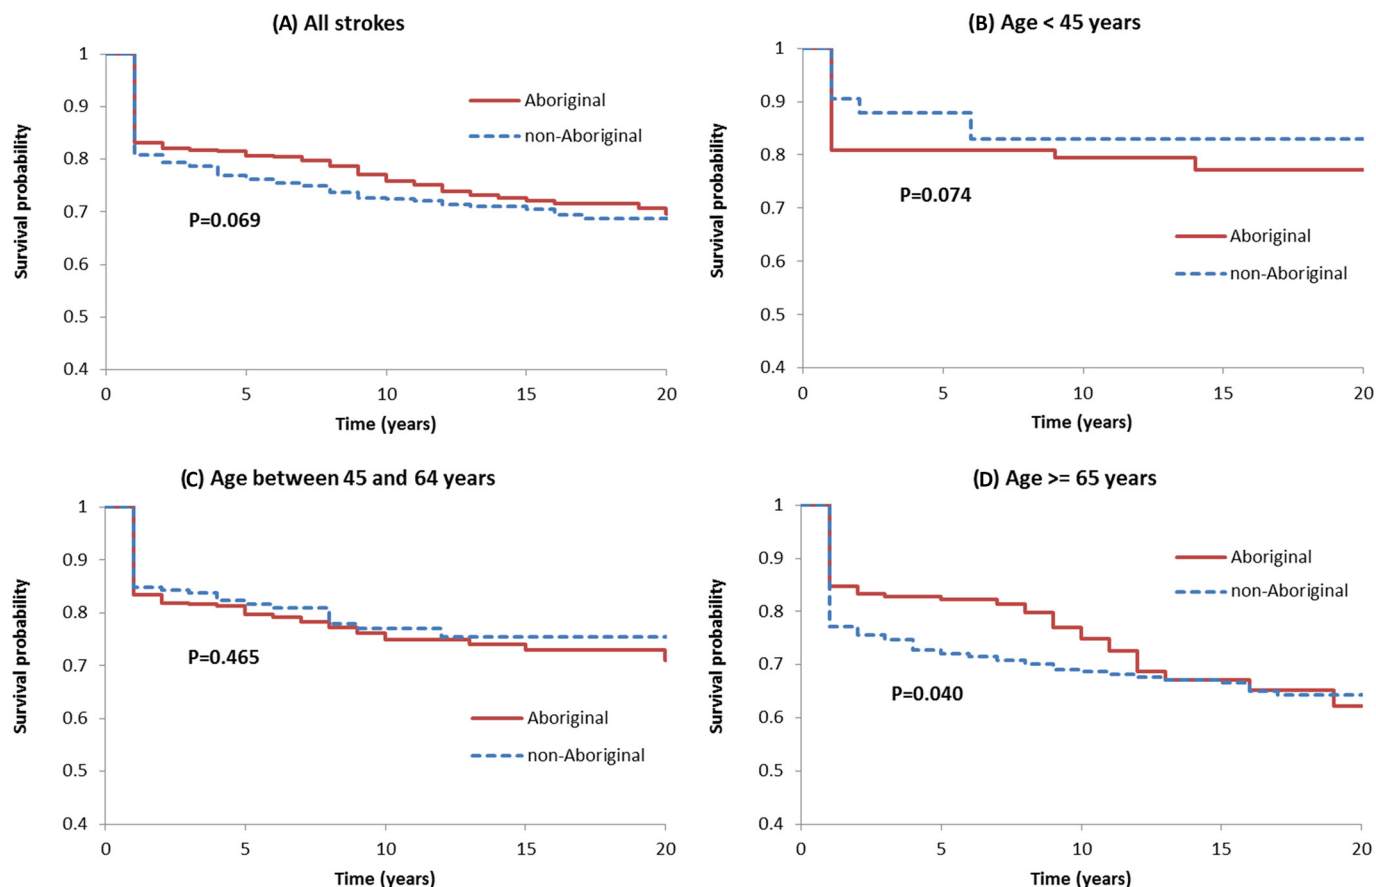 (A) All strokes
1
0.9
0.8
0.7
0.6
0.5
0.4
Survival probability
Aboriginal
non-Aboriginal
P=0.069
0 5 10 15 20
Time (years)
(B) Age < 45 years
1
0.9
0.8
0.7
0.6
0.5
0.4
Survival probability
P=0.074
Aboriginal
non-Aboriginal
0 5 10 15 20
Time (years)
(C) Age between 45 and 64 years
1
0.9
0.8
0.7
0.6
0.5
0.4
Survival probability
P=0.465
Aboriginal
non-Aboriginal
0 5 10 15 20
Time (years)
(D) Age >= 65 years
1
0.9
0.8
0.7
0.6
0.5
0.4
Survival probability
Aboriginal
non-Aboriginal
P=0.040
0 5 10 15 20
Time (years)